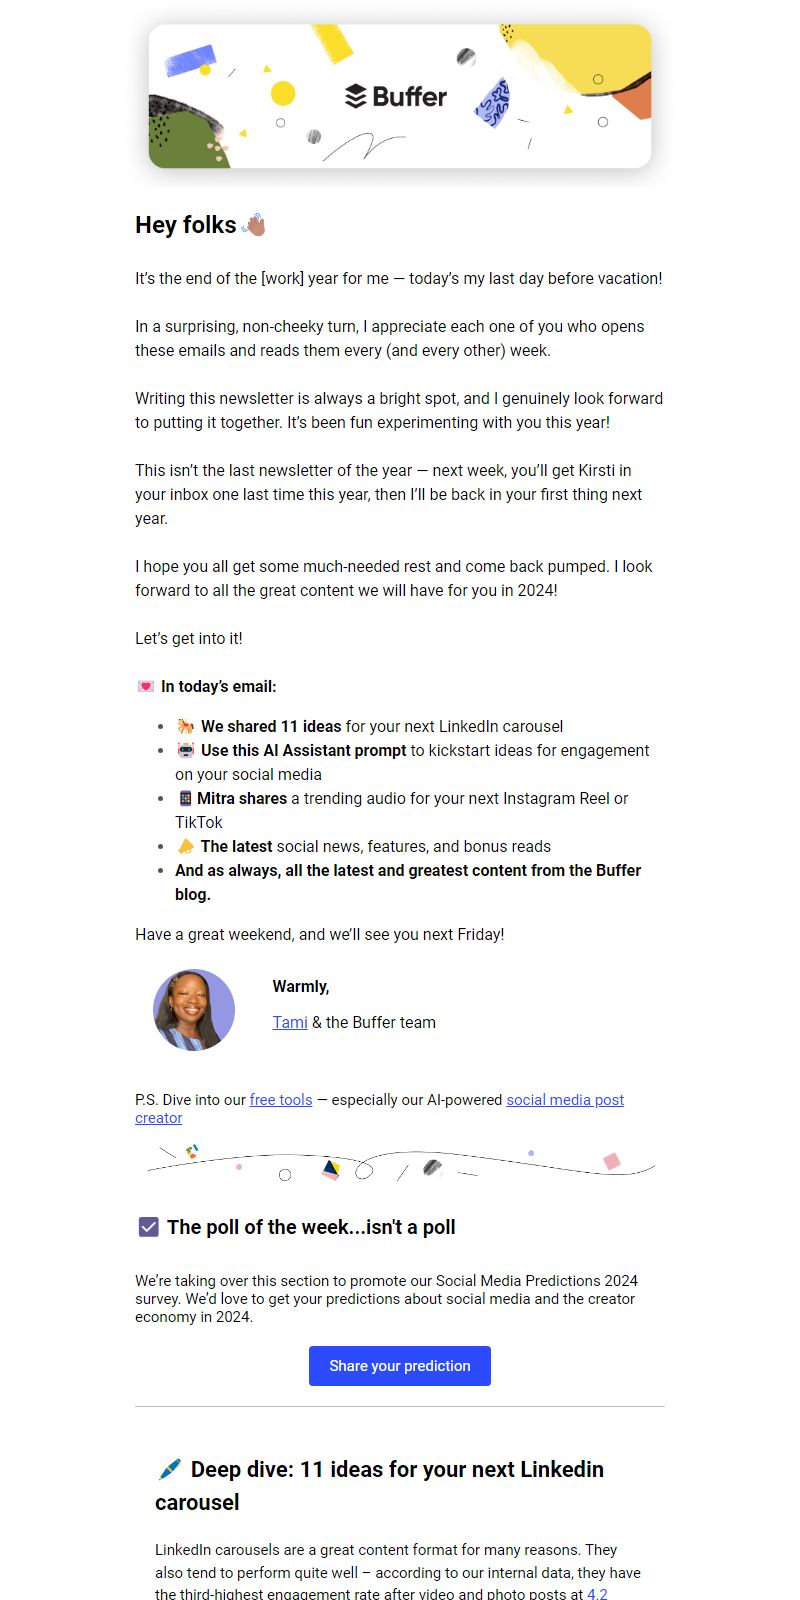 Buffer
Hey folks 👋🏽
It’s the end of the [work] year for me — today’s my last day before vacation!
In a surprising, non-cheeky turn, I appreciate each one of you who opens
these emails and reads them every (and every other) week.
Writing this newsletter is always a bright spot, and I genuinely look forward
to putting it together. It’s been fun experimenting with you this year!
This isn’t the last newsletter of the year — next week, you’ll get Kirsti in
your inbox one last time this year, then I’ll be back in your first thing next
year.
I hope you all get some much-needed rest and come back pumped. I look
forward to all the great content we will have for you in 2024!
Let’s get into it!
💌 In today’s email:
• 🎠 We shared 11 ideas for your next LinkedIn carousel
• 🤖 Use this AI Assistant prompt to kickstart ideas for engagement
on your social media
• 📱 Mitra shares a trending audio for your next Instagram Reel or
TikTok
• 📣 The latest social news, features, and bonus reads
• And as always, all the latest and greatest content from the Buffer
blog.
Have a great weekend, and we’ll see you next Friday!
Warmly,
Tami & the Buffer team
P.S. Dive into our free tools — especially our AI-powered social media post
creator
☑️ The poll of the week...isn't a poll
We’re taking over this section to promote our Social Media Predictions 2024
survey. We’d love to get your predictions about social media and the creator
economy in 2024.
Share your prediction
🖊️ Deep dive: 11 ideas for your next Linkedin
carousel
LinkedIn carousels are a great content format for many reasons. They
also tend to perform quite well – according to our internal data, they have
the third-highest engagement rate after video and photo posts at 4.2